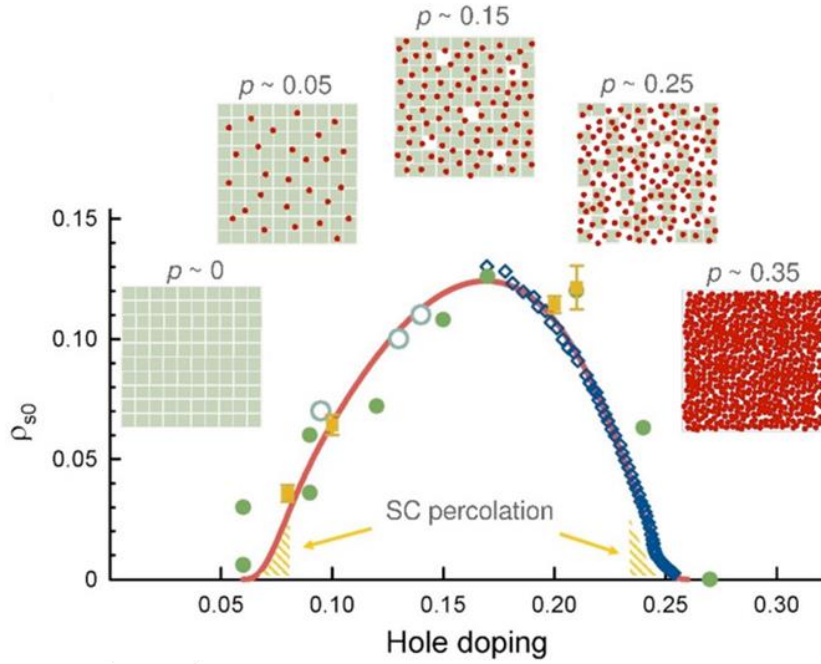 p ~ 0.15
p ~ 0.05
p ~ 0.25
p ~ 0
p ~ 0.35
0.15
0.10
0.05
0
ρs0
SC percolation
0.05
0.10
0.15
0.20
0.25
0.30
Hole doping